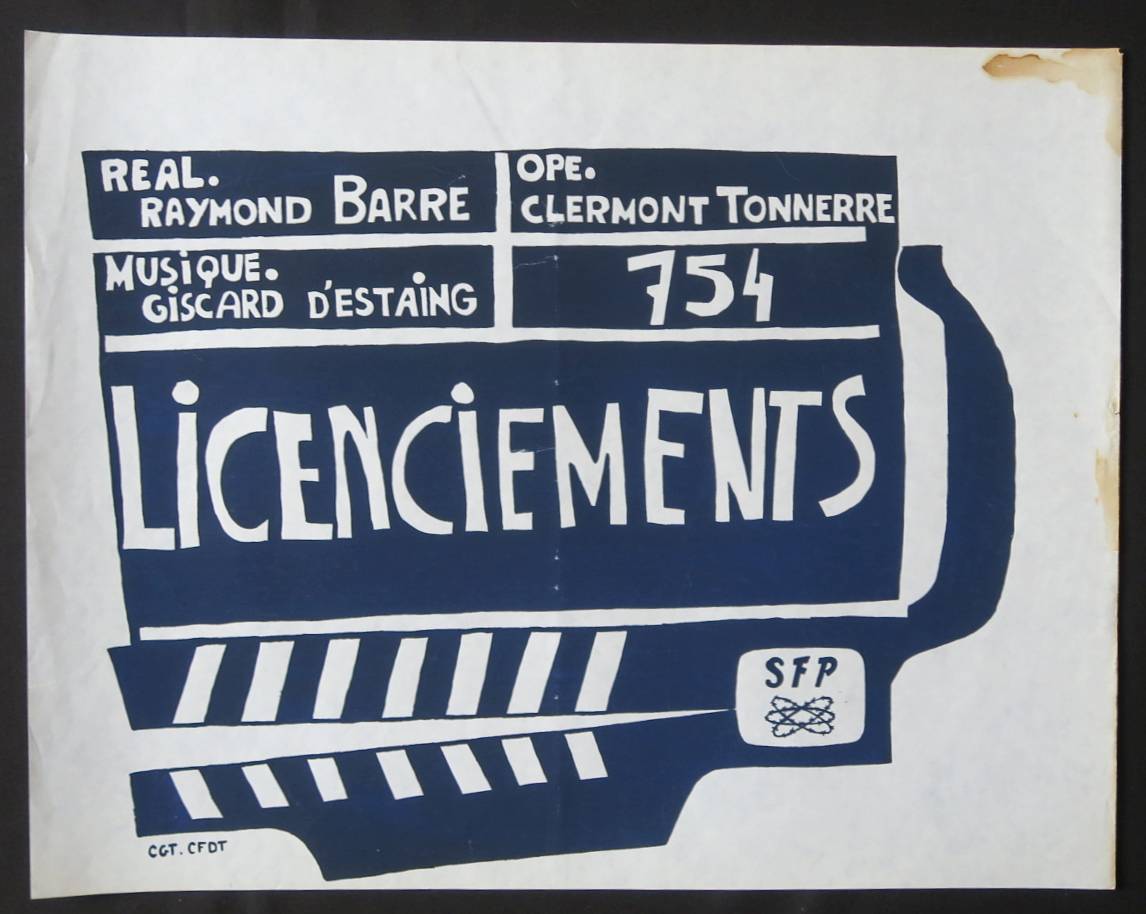 REAL.
RAYMOND BARRE
OPE.
CLERMONT TONNERRE
MUSiQUE.
GiSCARD D'ESTAiNG
754
LiCENCiEMENTS
SFP
CGT. CFDT